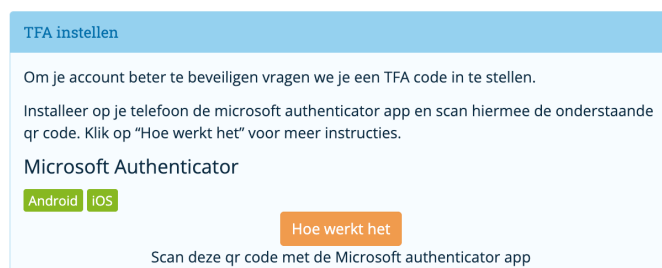 TFA instellen
Om je account beter te beveiligen vragen we je een TFA code in te stellen.
Installeer op je telefoon de microsoft authenticator app en scan hiermee de onderstaande
qr code. Klik op “Hoe werkt het” voor meer instructies.
Microsoft Authenticator
Android iOS
Hoe werkt het
Scan deze qr code met de Microsoft authenticator app